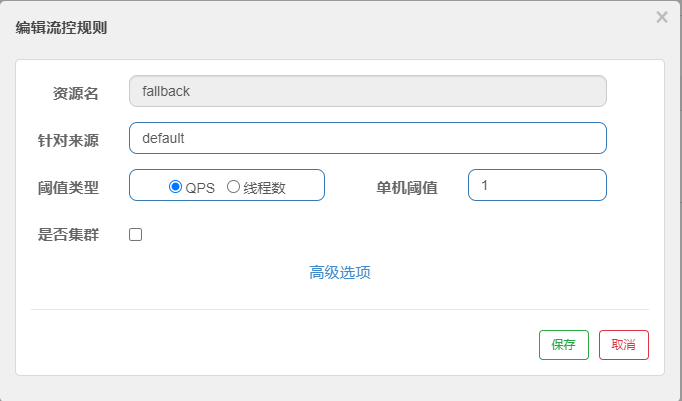 编辑流控规则
×
资源名 fallback
针对来源 default
阈值类型 QPS 线程数 单机阈值 1
是否集群
高级选项
保存 取消